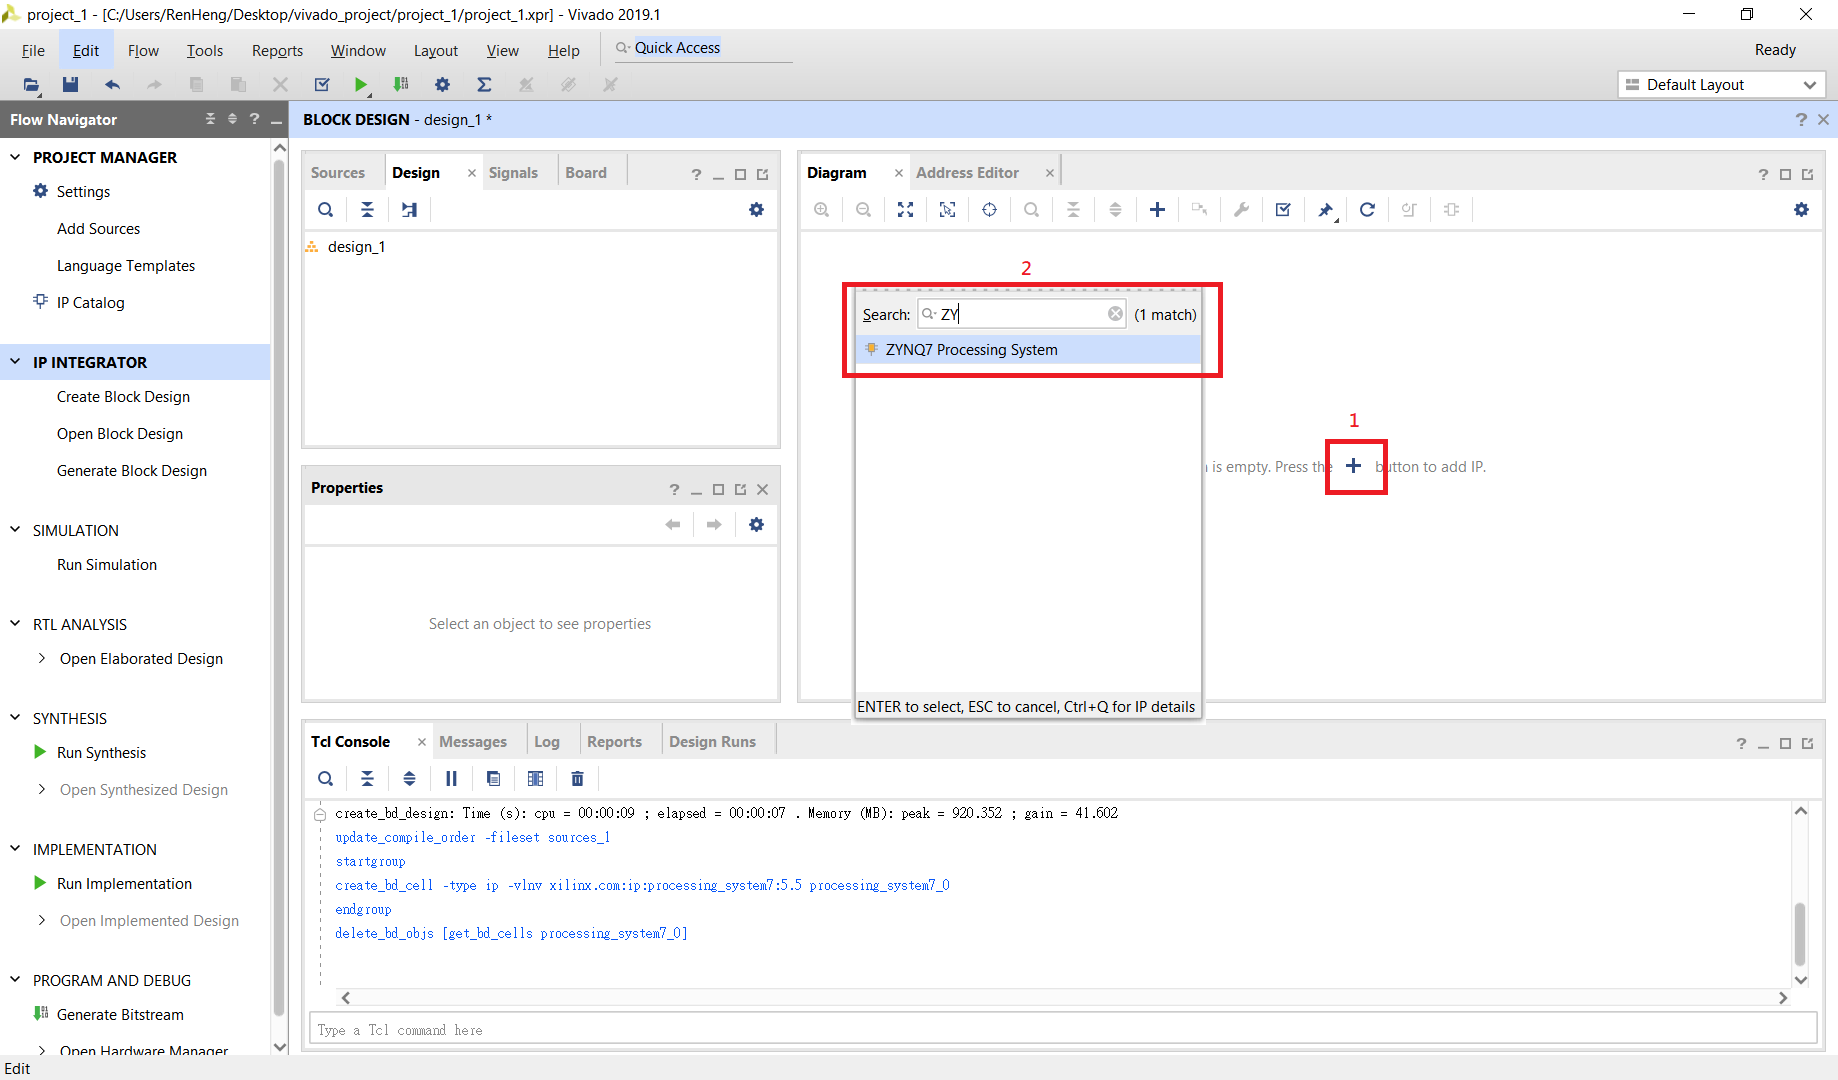 project_1 - [C:/Users/RenHeng/Desktop/vivado_project/project_1/project_1.xpr] - Vivado 2019.1
File Edit Flow Tools Reports Window Layout View Help Quick Access Ready
Default Layout
Flow Navigator
PROJECT MANAGER
Settings
Add Sources
Language Templates
IP Catalog
IP INTEGRATOR
Create Block Design
Open Block Design
Generate Block Design
SIMULATION
Run Simulation
RTL ANALYSIS
Open Elaborated Design
SYNTHESIS
Run Synthesis
Open Synthesized Design
IMPLEMENTATION
Run Implementation
Open Implemented Design
PROGRAM AND DEBUG
Generate Bitstream
Open Hardware Manager
Edit
BLOCK DESIGN - design_1 *
Sources Design Signals Board
design_1
Properties
Select an object to see properties
Diagram Address Editor
2
Search: ZY (1 match)
ZYNQ7 Processing System
1
is empty. Press the button to add IP.
ENTER to select, ESC to cancel, Ctrl+Q for IP details
Tcl Console Messages Log Reports Design Runs
create_bd_design: Time (s): cpu = 00:00:09 ; elapsed = 00:00:07 . Memory (MB): peak = 920.352 ; gain = 41.602
update_compile_order -fileset sources_1
startgroup
create_bd_cell -type ip -vlnv xilinx.com:ip:processing_system7:5.5 processing_system7_0
endgroup
delete_bd_objs [get_bd_cells processing_system7_0]
Type a Tcl command here